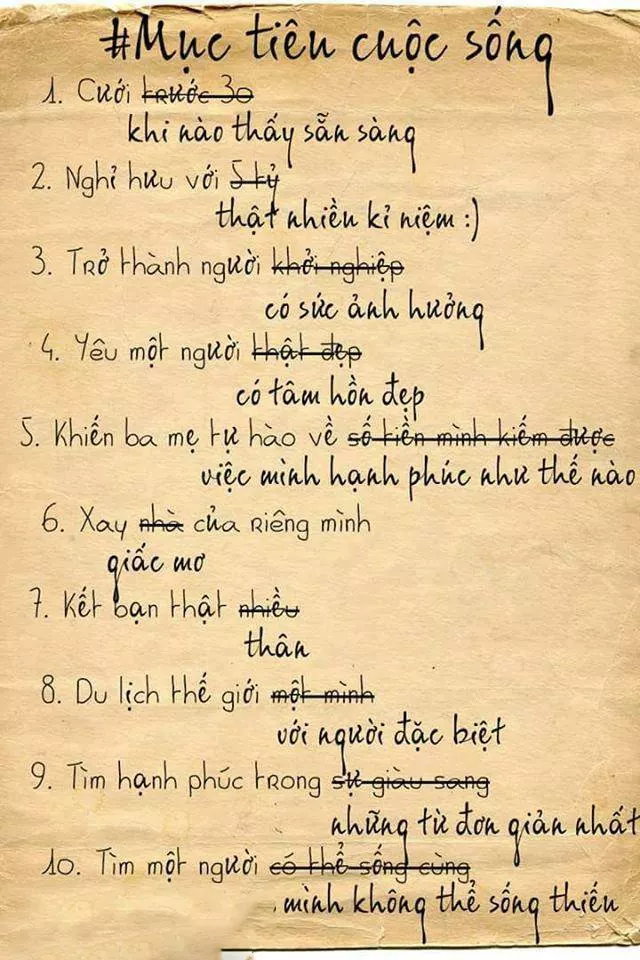 #Mục tiêu cuộc sống
1. Cưới trước 30
khi nào thấy sẵn sàng
2. Nghỉ hưu với 5 tỷ
thật nhiều kỉ niệm :)
3. Trở thành người khởi nghiệp
có sức ảnh hưởng
4. Yêu một người thật đẹp
có tâm hồn đẹp
5. Khiến ba mẹ tự hào về số tiền mình kiếm được
việc mình hạnh phúc như thế nào
6. Xay nhà của riêng mình
giấc mơ
7. Kết bạn thật nhiều
thân
8. Du lịch thế giới một mình
với người đặc biệt
9. Tìm hạnh phúc trong sự giàu sang
những từ đơn giản nhất
10. Tìm một người có thể sống cùng
mình không thể sống thiếu